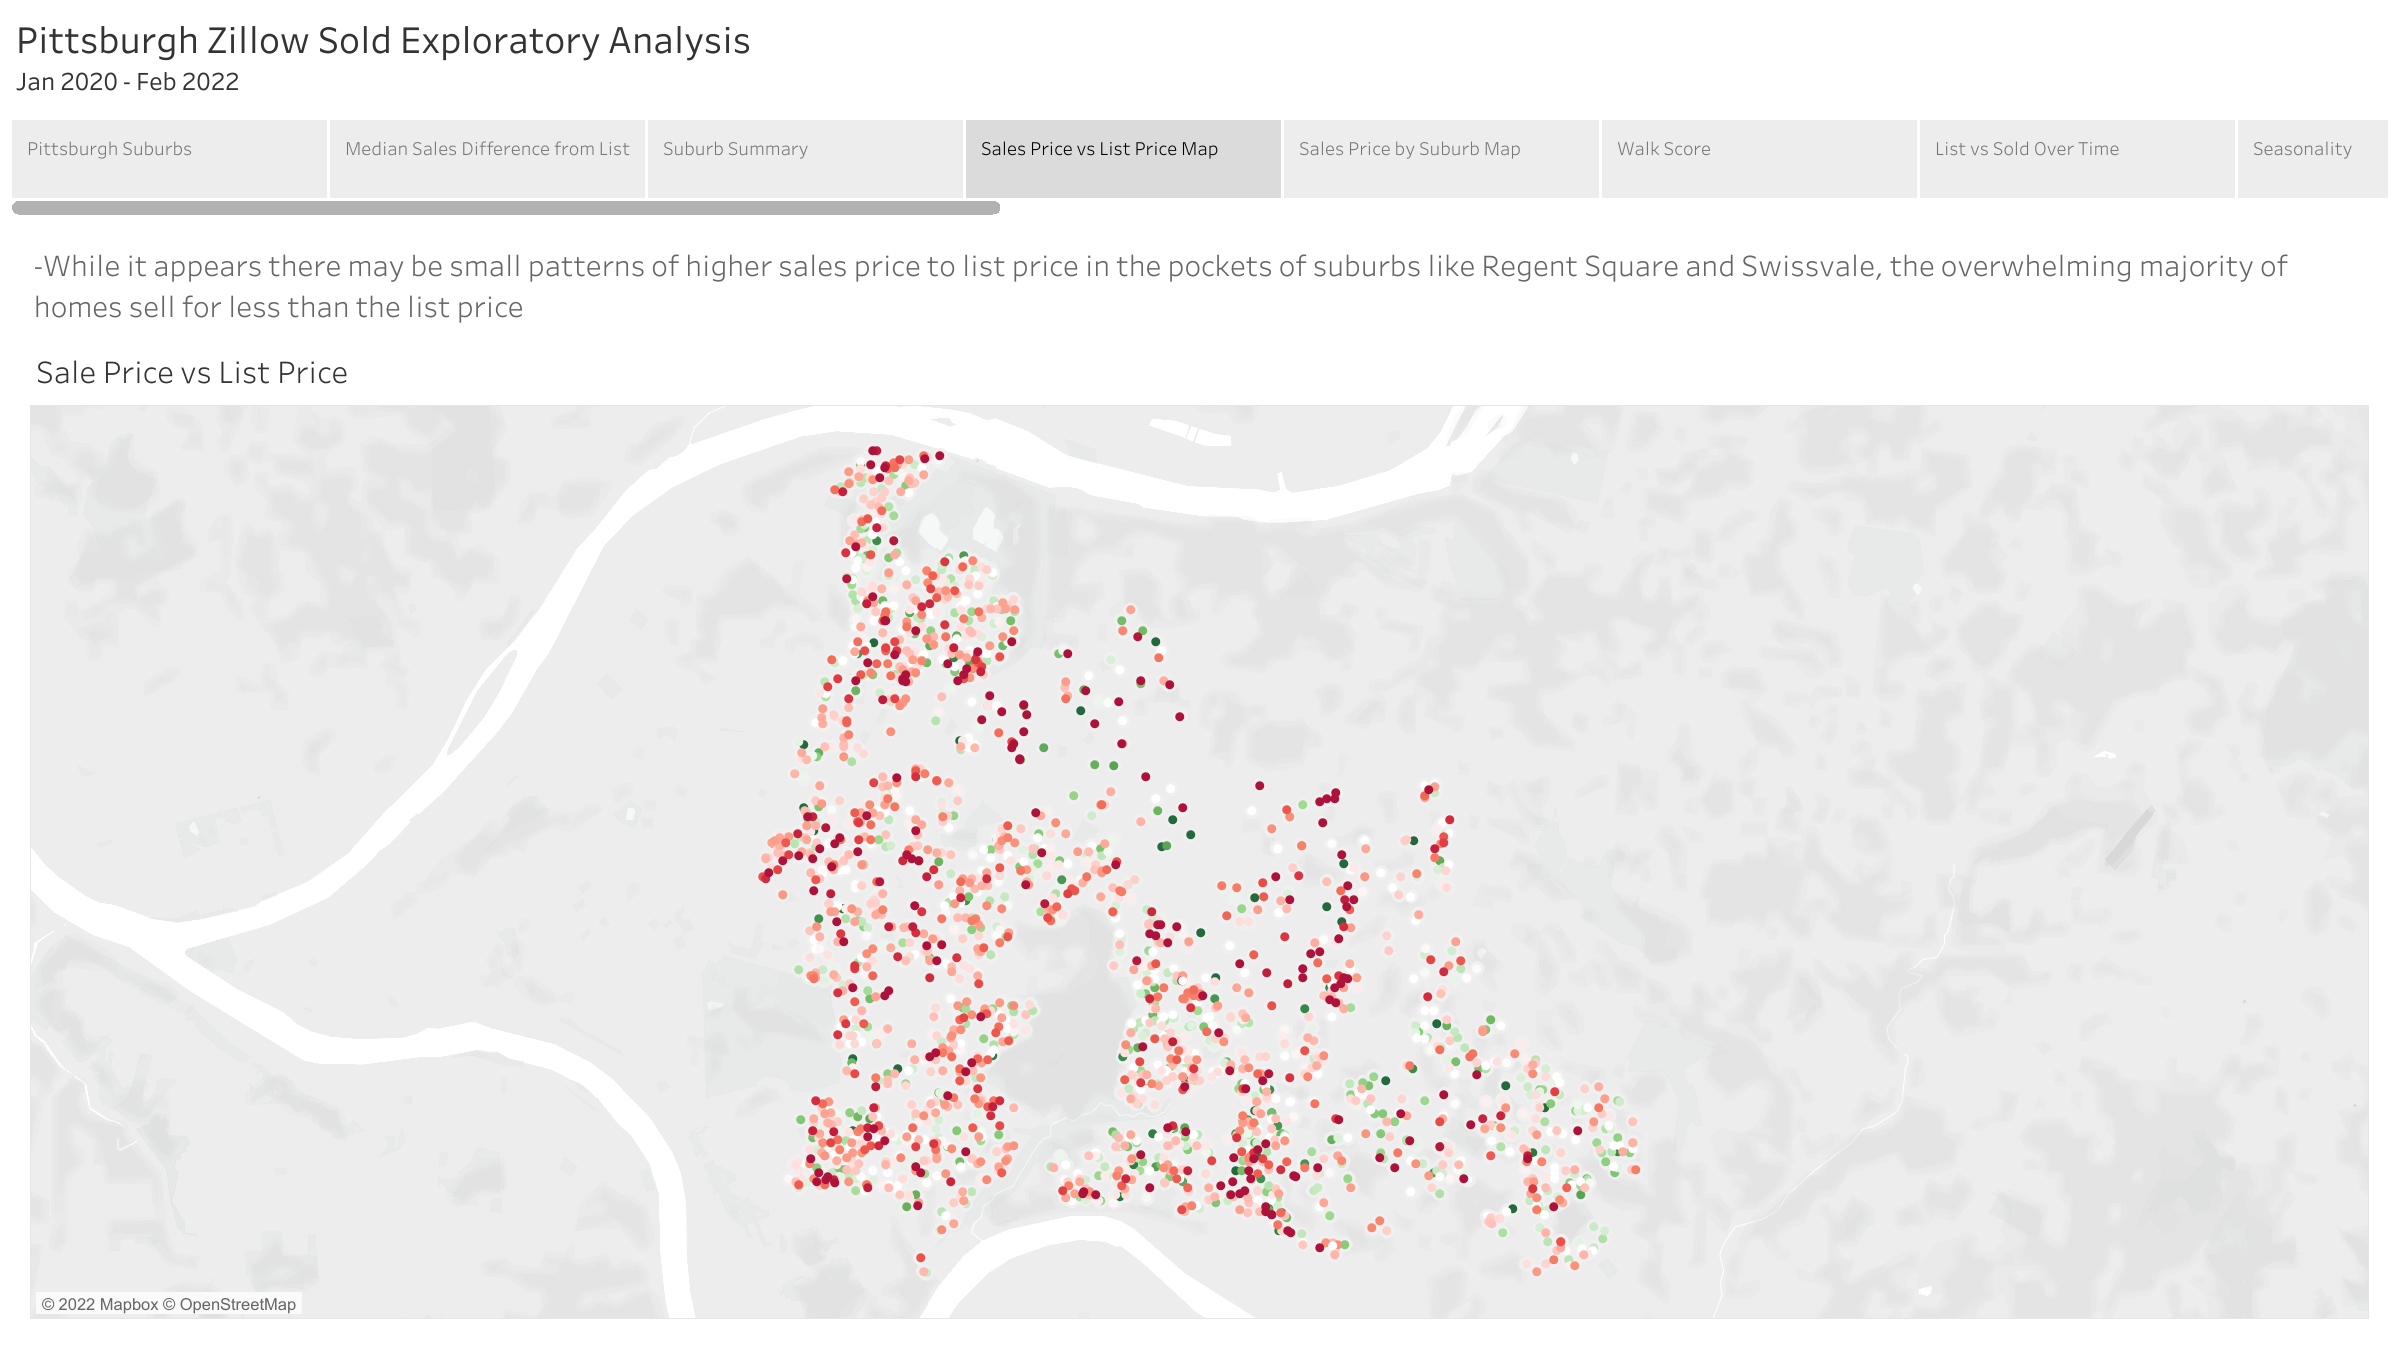 Pittsburgh Zillow Sold Exploratory Analysis
Jan 2020 - Feb 2022
Pittsburgh Suburbs
Median Sales Difference from List
Suburb Summary
Sales Price vs List Price Map
Sales Price by Suburb Map
Walk Score
List vs Sold Over Time
Seasonality
-While it appears there may be small patterns of higher sales price to list price in the pockets of suburbs like Regent Square and Swissvale, the overwhelming majority of
homes sell for less than the list price
Sale Price vs List Price
© 2022 Mapbox © OpenStreetMap